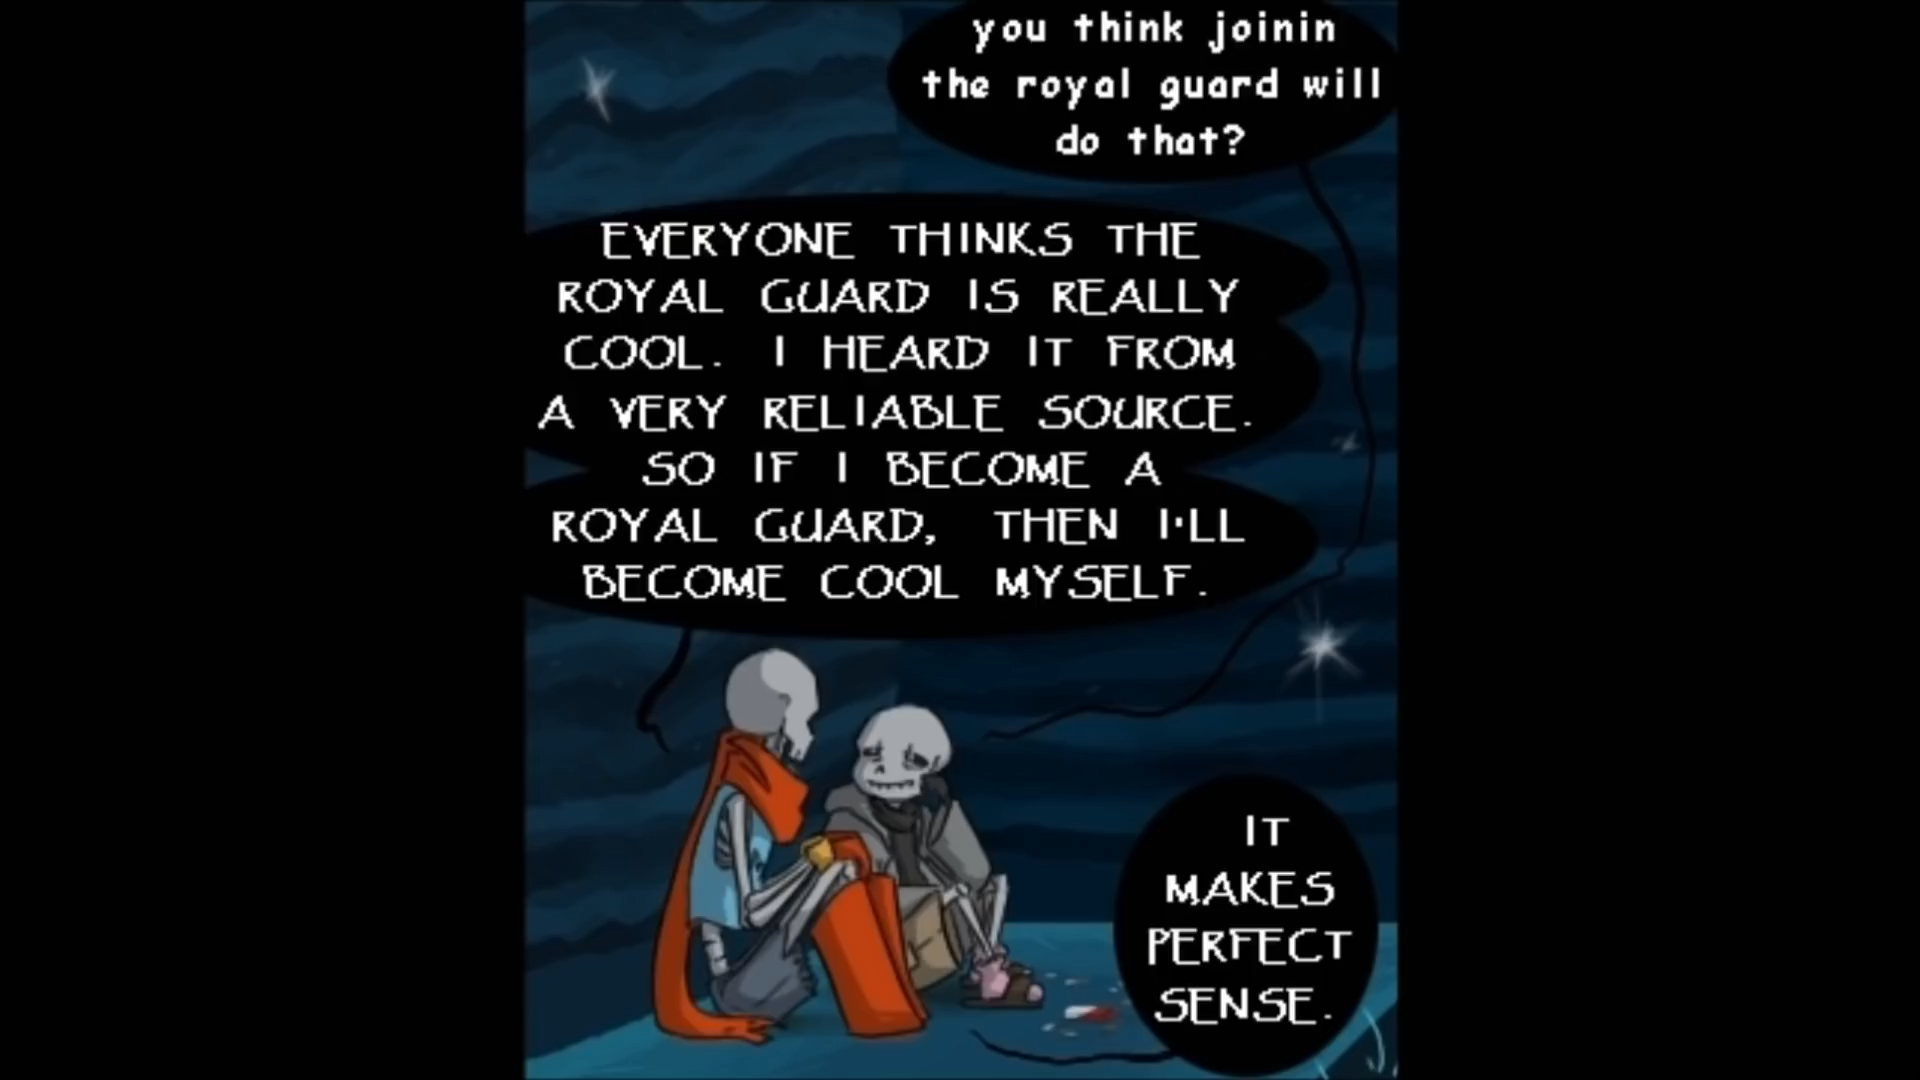 you think joinin
the royal guard will
do that?
EVERYONE THINKS THE
ROYAL GUARD IS REALLY
COOL. I HEARD IT FROM
A VERY RELIABLE SOURCE.
SO IF I BECOME A
ROYAL GUARD, THEN I'LL
BECOME COOL MYSELF.
IT
MAKES
PERFECT
SENSE.